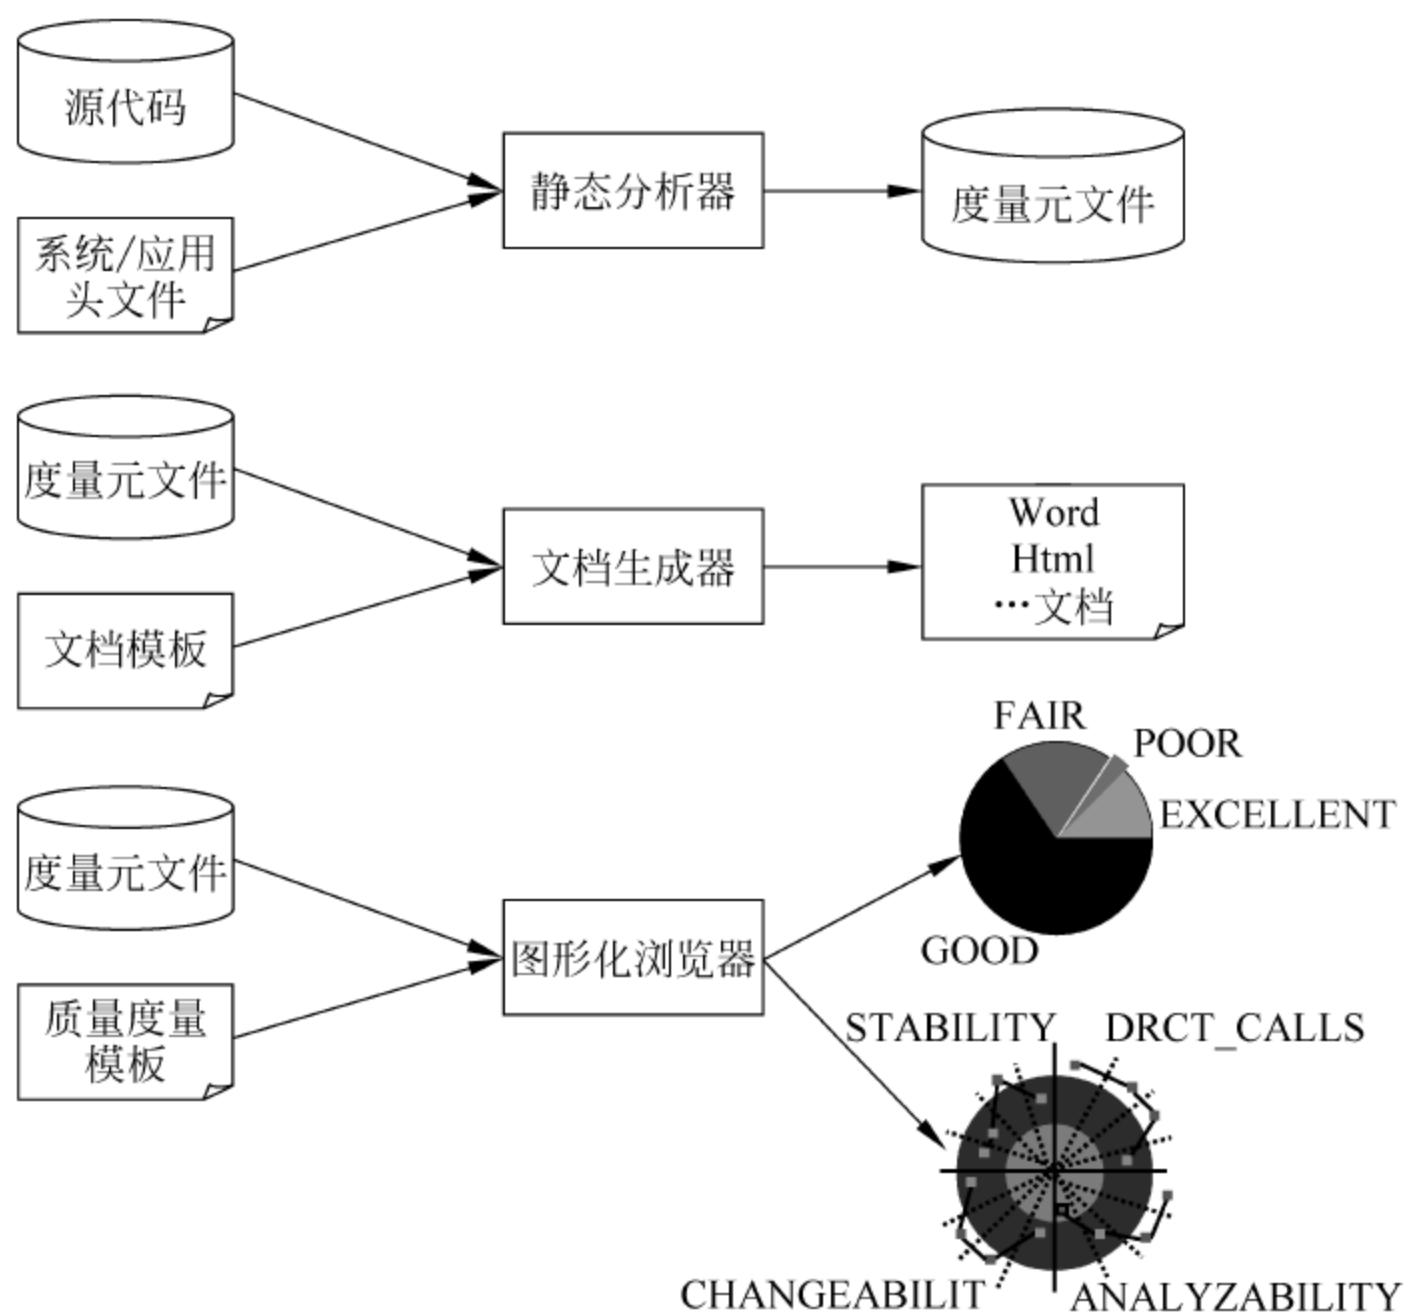 源代码
系统/应用
头文件
静态分析器
度量元文件
度量元文件
文档模板
文档生成器
Word
Html
…文档
度量元文件
质量度量
模板
图形化浏览器
FAIR
POOR
EXCELLENT
GOOD
STABILITY
DRCT_CALLS
CHANGEABILIT
ANALYZABILITY